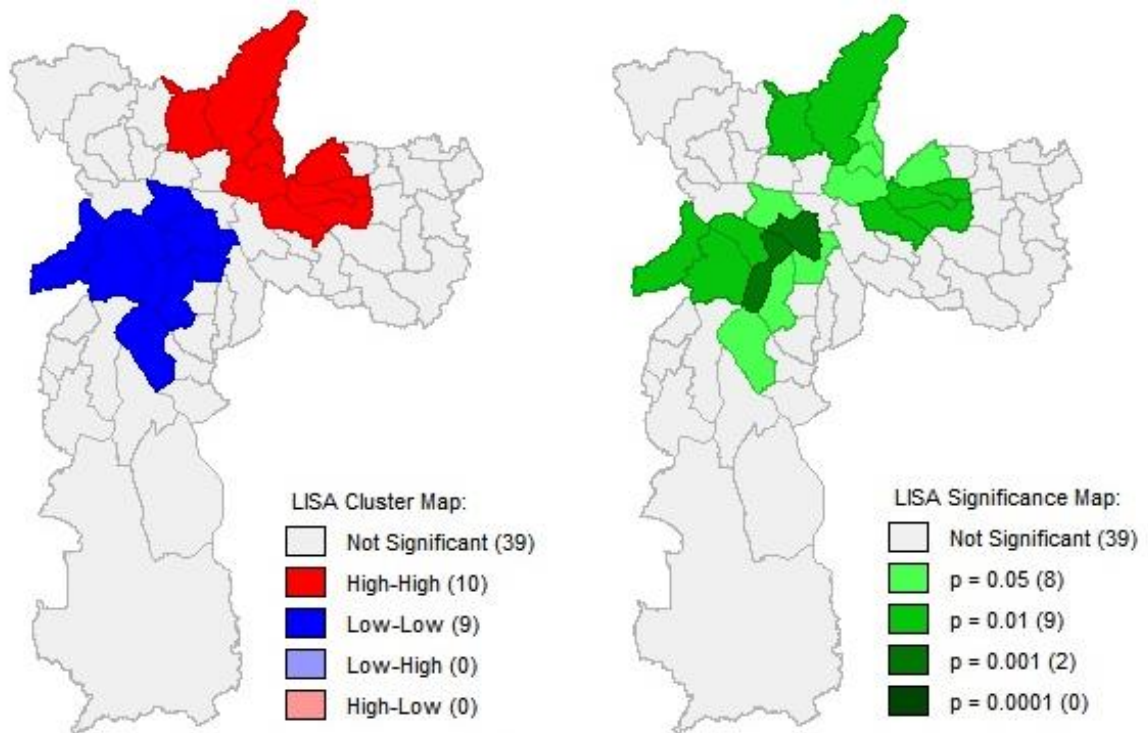 LISA Cluster Map:
Not Significant (39)
High-High (10)
Low-Low (9)
Low-High (0)
High-Low (0)
LISA Significance Map:
Not Significant (39)
p = 0.05 (8)
p = 0.01 (9)
p = 0.001 (2)
p = 0.0001 (0)